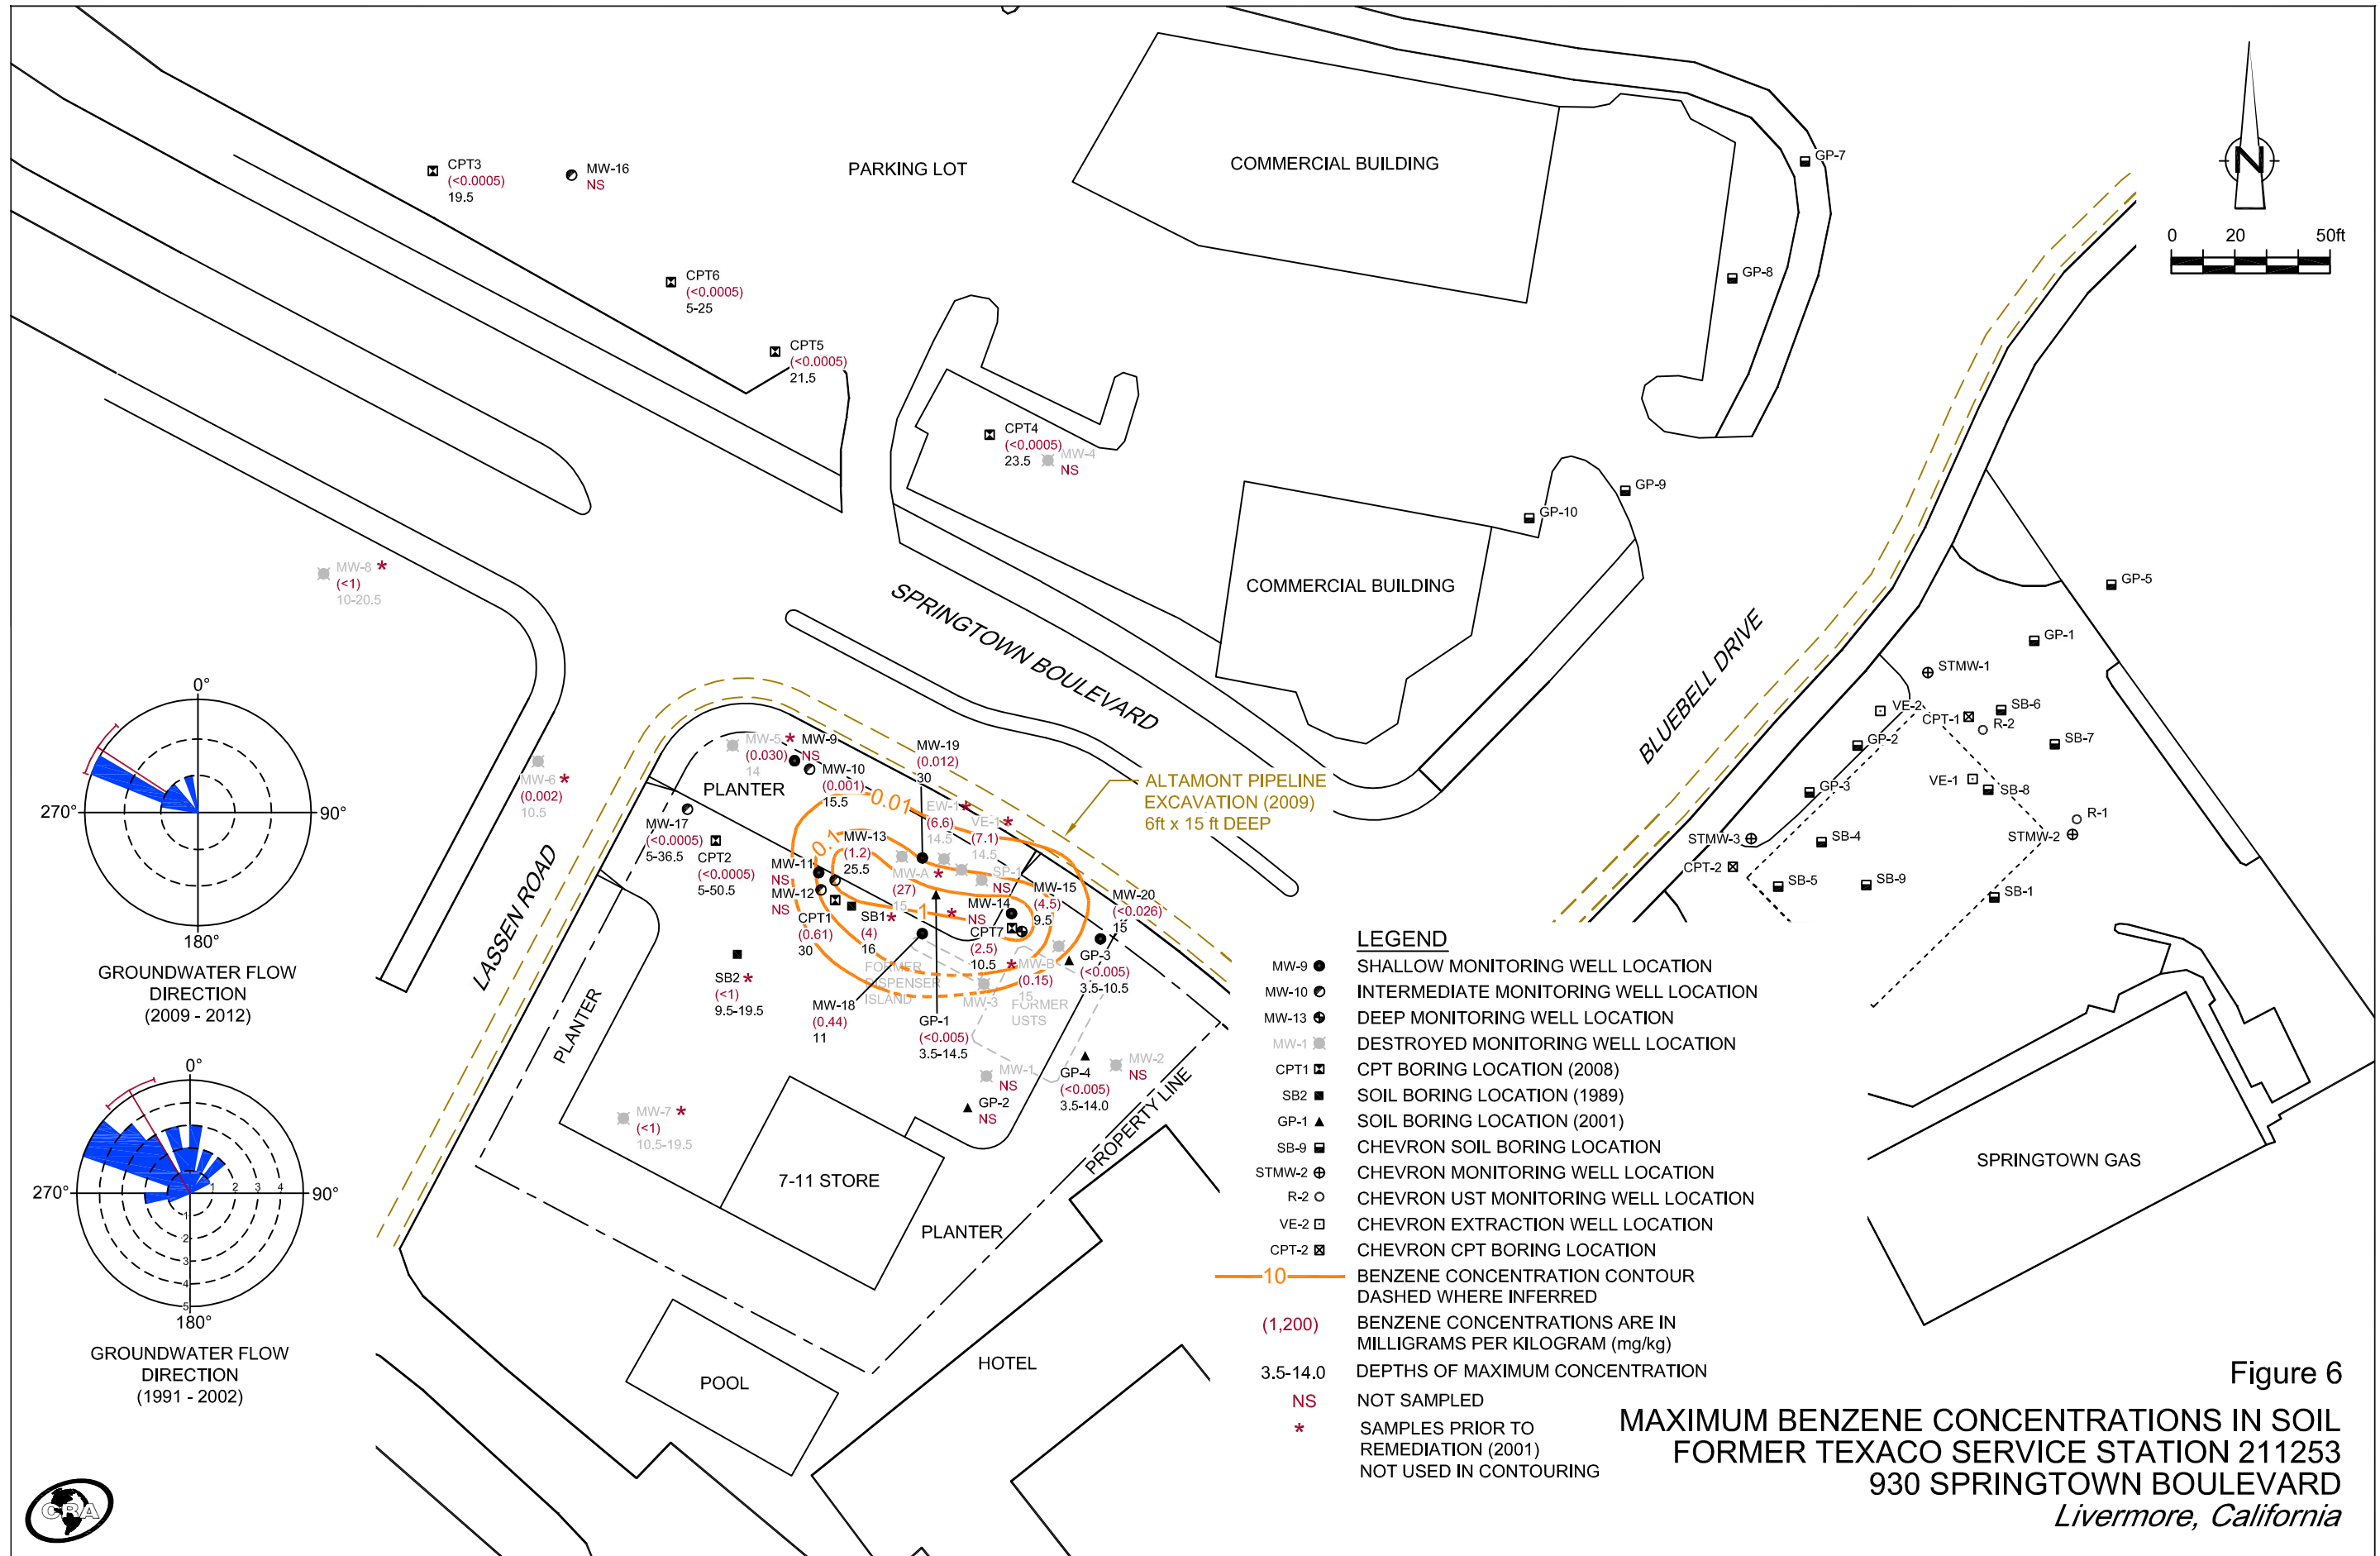 CPT3
(<0.0005)
19.5
MW-16
NS
PARKING LOT
COMMERCIAL BUILDING
GP-7
N
0 20 50ft
CPT6
(<0.0005)
5-25
GP-8
CPT5
(<0.0005)
21.5
CPT4
(<0.0005)
23.5
MW-4
NS
GP-9
GP-10
MW-8 *
(<1)
10-20.5
SPRINGTOWN BOULEVARD
COMMERCIAL BUILDING
BLUEBELL DRIVE
GP-5
GP-1
STMW-1
VE-2
CPT-1
SB-6
R-2
GP-2
SB-7
VE-1
SB-8
GP-3
R-1
STMW-3
SB-4
STMW-2
CPT-2
SB-5
SB-9
SB-1
0°
270°
90°
180°
GROUNDWATER FLOW
DIRECTION
(2009 - 2012)
MW-6 *
(0.002)
10.5
LASSEN ROAD
MW-5 *
(0.030)
14
MW-9
NS
PLANTER
MW-10
(0.001)
15.5
MW-19
(0.012)
30
ALTAMONT PIPELINE
EXCAVATION (2009)
6ft x 15 ft DEEP
0.01
EW-1 *
(6.6)
14.5
VE-1 *
(7.1)
14.5
MW-17
(<0.0005)
5-36.5
CPT2
(<0.0005)
5-50.5
0.1
MW-13
(1.2)
25.5
MW-11
NS
MW-12
NS
MW-A *
(27)
15
SP-1
NS
MW-15
(4.5)
9.5
MW-20
(<0.026)
15
1
* NS
MW-14
CPT1
(0.61)
30
SB1 *
(4)
16
CPT7
(2.5)
10.5
SB2 *
(<1)
9.5-19.5
FORMER
DISPENSER
ISLAND
* MW-B
(0.15)
15
GP-3
(<0.005)
3.5-10.5
MW-3
FORMER
USTS
MW-18
(0.44)
11
GP-1
(<0.005)
3.5-14.5
PLANTER
MW-1
NS
GP-2
NS
GP-4
(<0.005)
3.5-14.0
MW-2
NS
MW-7 *
(<1)
10.5-19.5
PROPERTY LINE
7-11 STORE
PLANTER
POOL
HOTEL
SPRINGTOWN GAS
0°
270°
90°
1 2 3 4
1
2
3
4
5
180°
GROUNDWATER FLOW
DIRECTION
(1991 - 2002)
LEGEND
MW-9 SHALLOW MONITORING WELL LOCATION
MW-10 INTERMEDIATE MONITORING WELL LOCATION
MW-13 DEEP MONITORING WELL LOCATION
MW-1 DESTROYED MONITORING WELL LOCATION
CPT1 CPT BORING LOCATION (2008)
SB2 SOIL BORING LOCATION (1989)
GP-1 SOIL BORING LOCATION (2001)
SB-9 CHEVRON SOIL BORING LOCATION
STMW-2 CHEVRON MONITORING WELL LOCATION
R-2 CHEVRON UST MONITORING WELL LOCATION
VE-2 CHEVRON EXTRACTION WELL LOCATION
CPT-2 CHEVRON CPT BORING LOCATION
10 BENZENE CONCENTRATION CONTOUR
DASHED WHERE INFERRED
(1,200) BENZENE CONCENTRATIONS ARE IN
MILLIGRAMS PER KILOGRAM (mg/kg)
3.5-14.0 DEPTHS OF MAXIMUM CONCENTRATION
NS NOT SAMPLED
* SAMPLES PRIOR TO
REMEDIATION (2001)
NOT USED IN CONTOURING
Figure 6
MAXIMUM BENZENE CONCENTRATIONS IN SOIL
FORMER TEXACO SERVICE STATION 211253
930 SPRINGTOWN BOULEVARD
Livermore, California
CRA